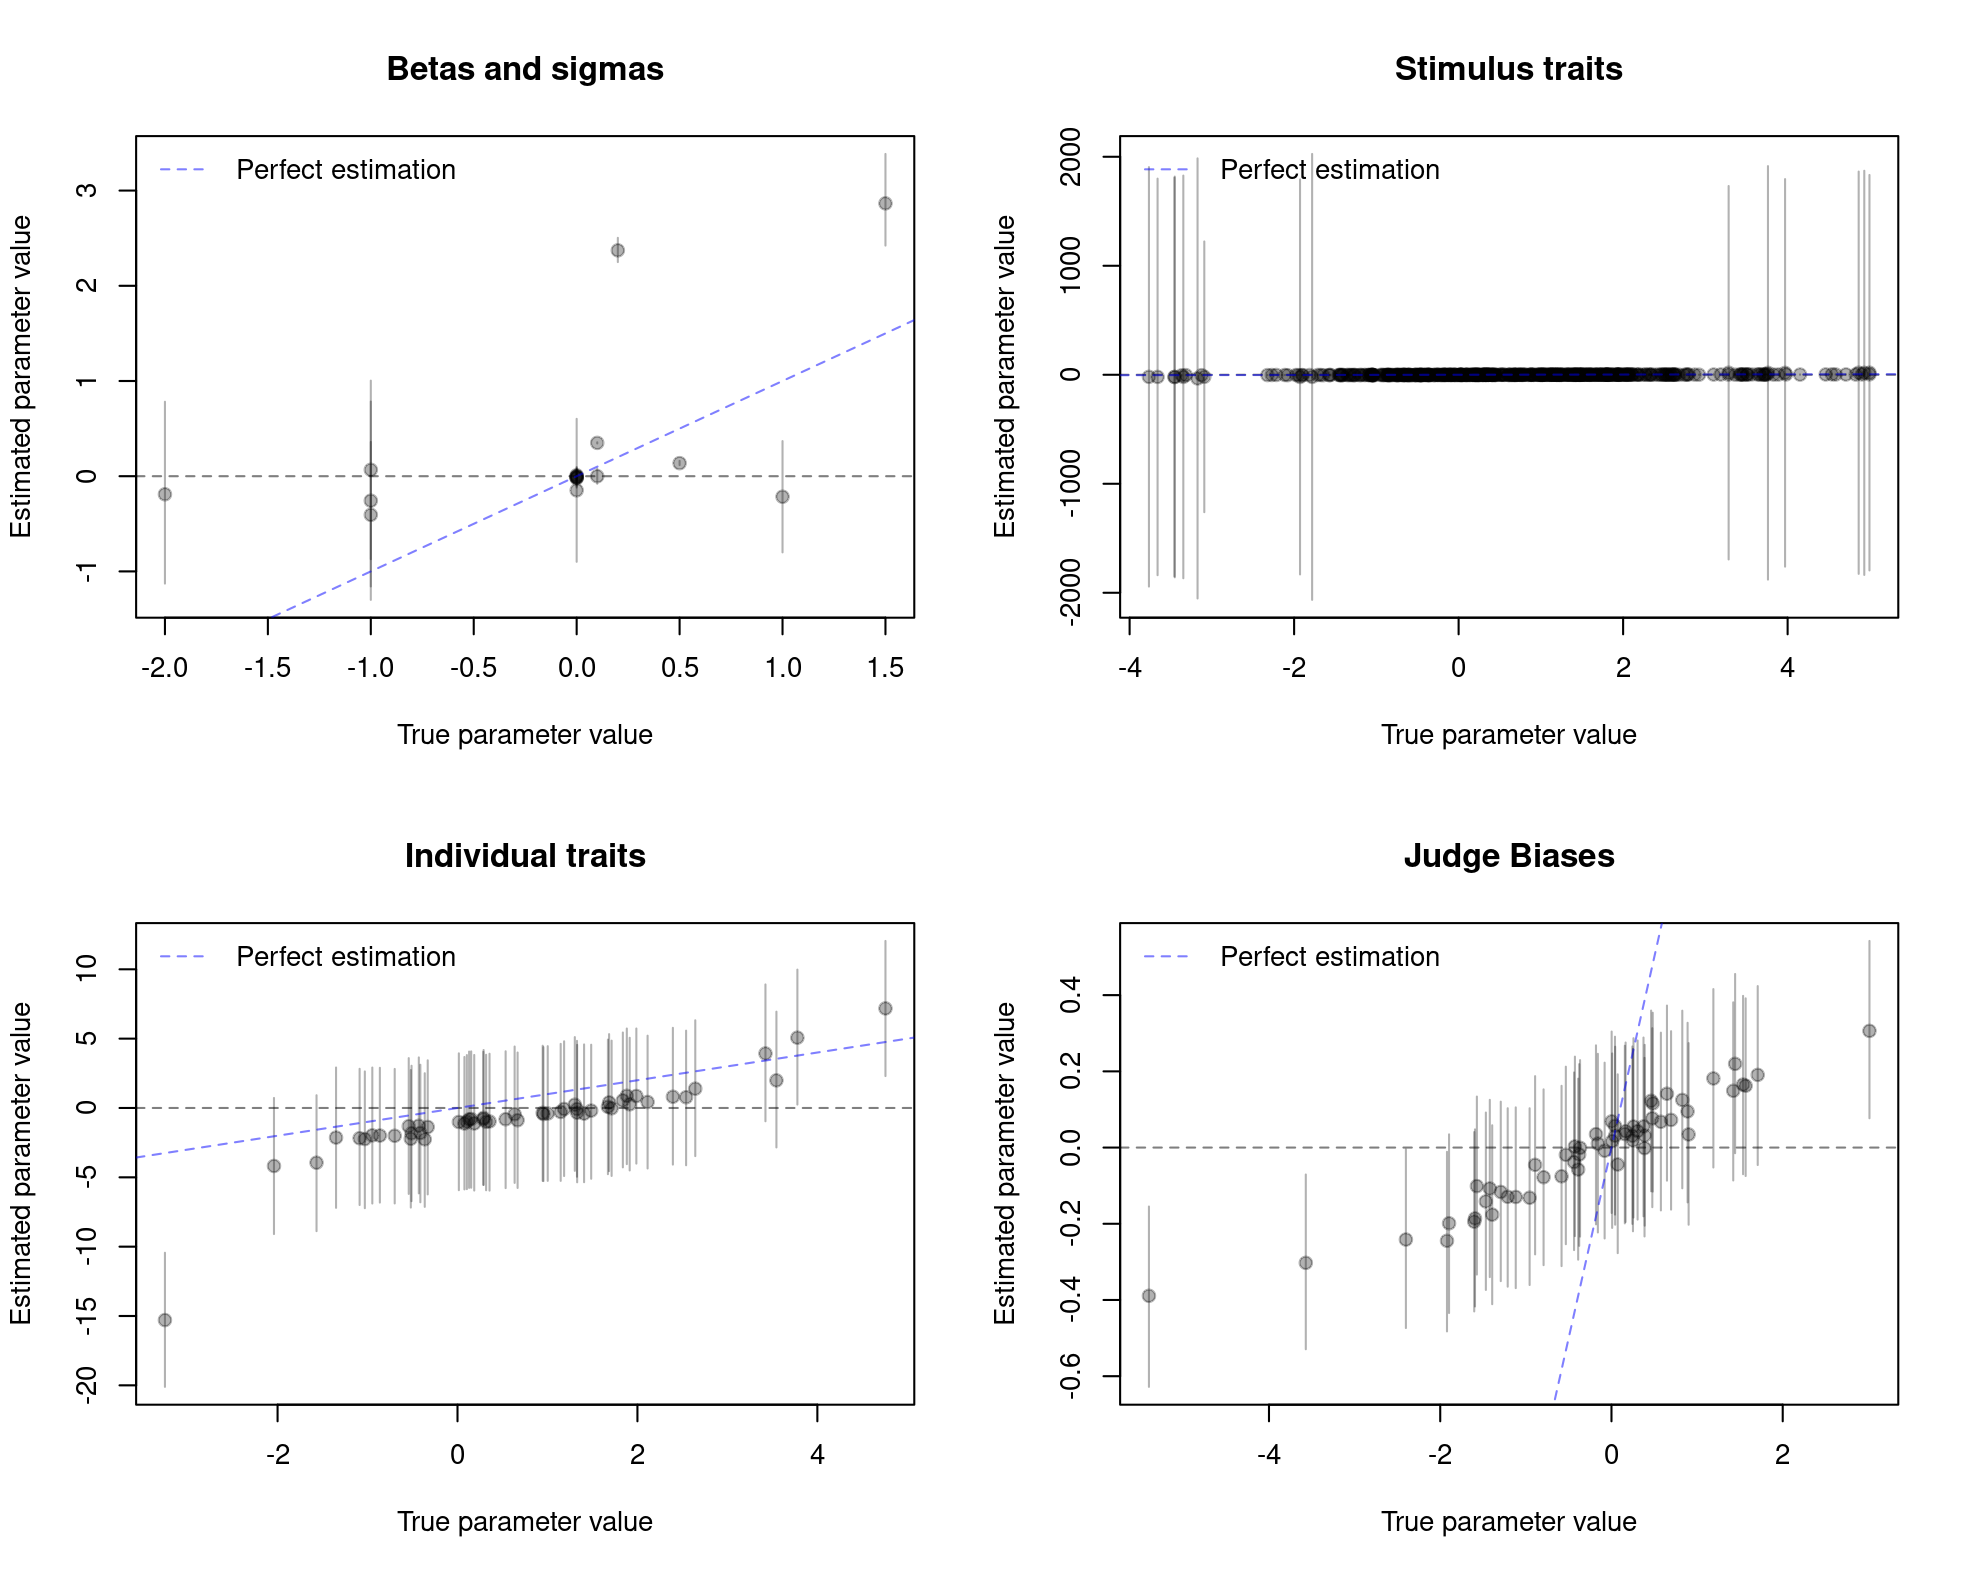 Betas and sigmas
Perfect estimation
Estimated parameter value
3
2
1
0
-1
-2.0 -1.5 -1.0 -0.5 0.0 0.5 1.0 1.5
True parameter value
Stimulus traits
Perfect estimation
Estimated parameter value
2000
1000
0
-1000
-2000
-4 -2 0 2 4
True parameter value
Individual traits
Perfect estimation
Estimated parameter value
10
5
0
-5
-10
-15
-20
-2 0 2 4
True parameter value
Judge Biases
Perfect estimation
Estimated parameter value
0.4
0.2
0.0
-0.2
-0.4
-0.6
-4 -2 0 2
True parameter value